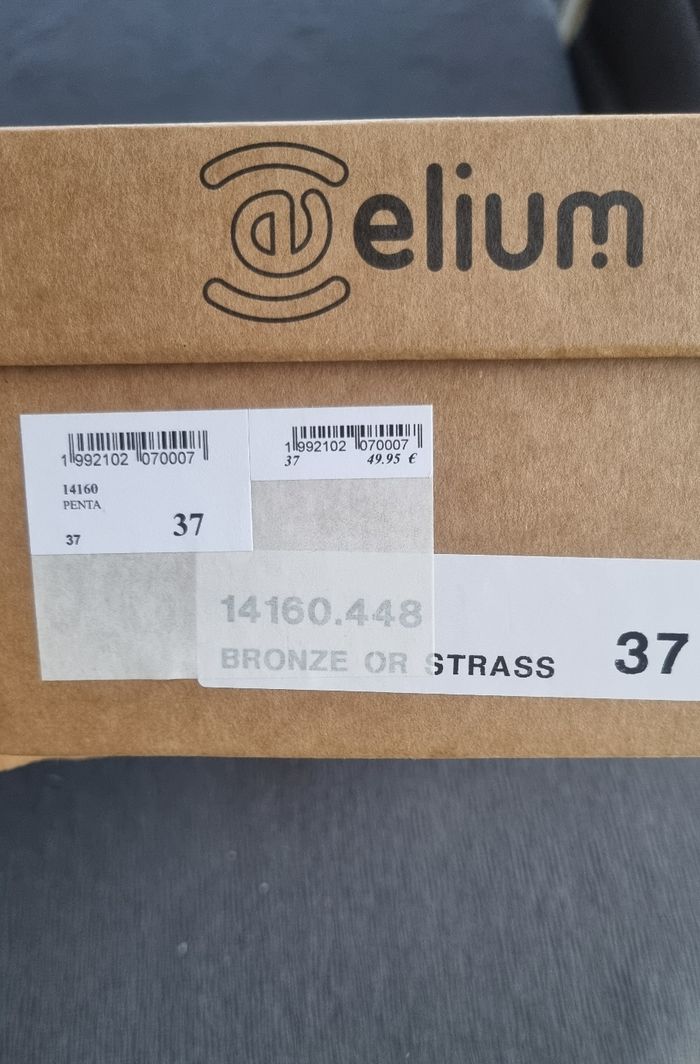 elium
1 992102 070007
14160
PENTA
37 37
1 992102 070007
37 49.95 €
14160.448
BRONZE OR STRASS 37